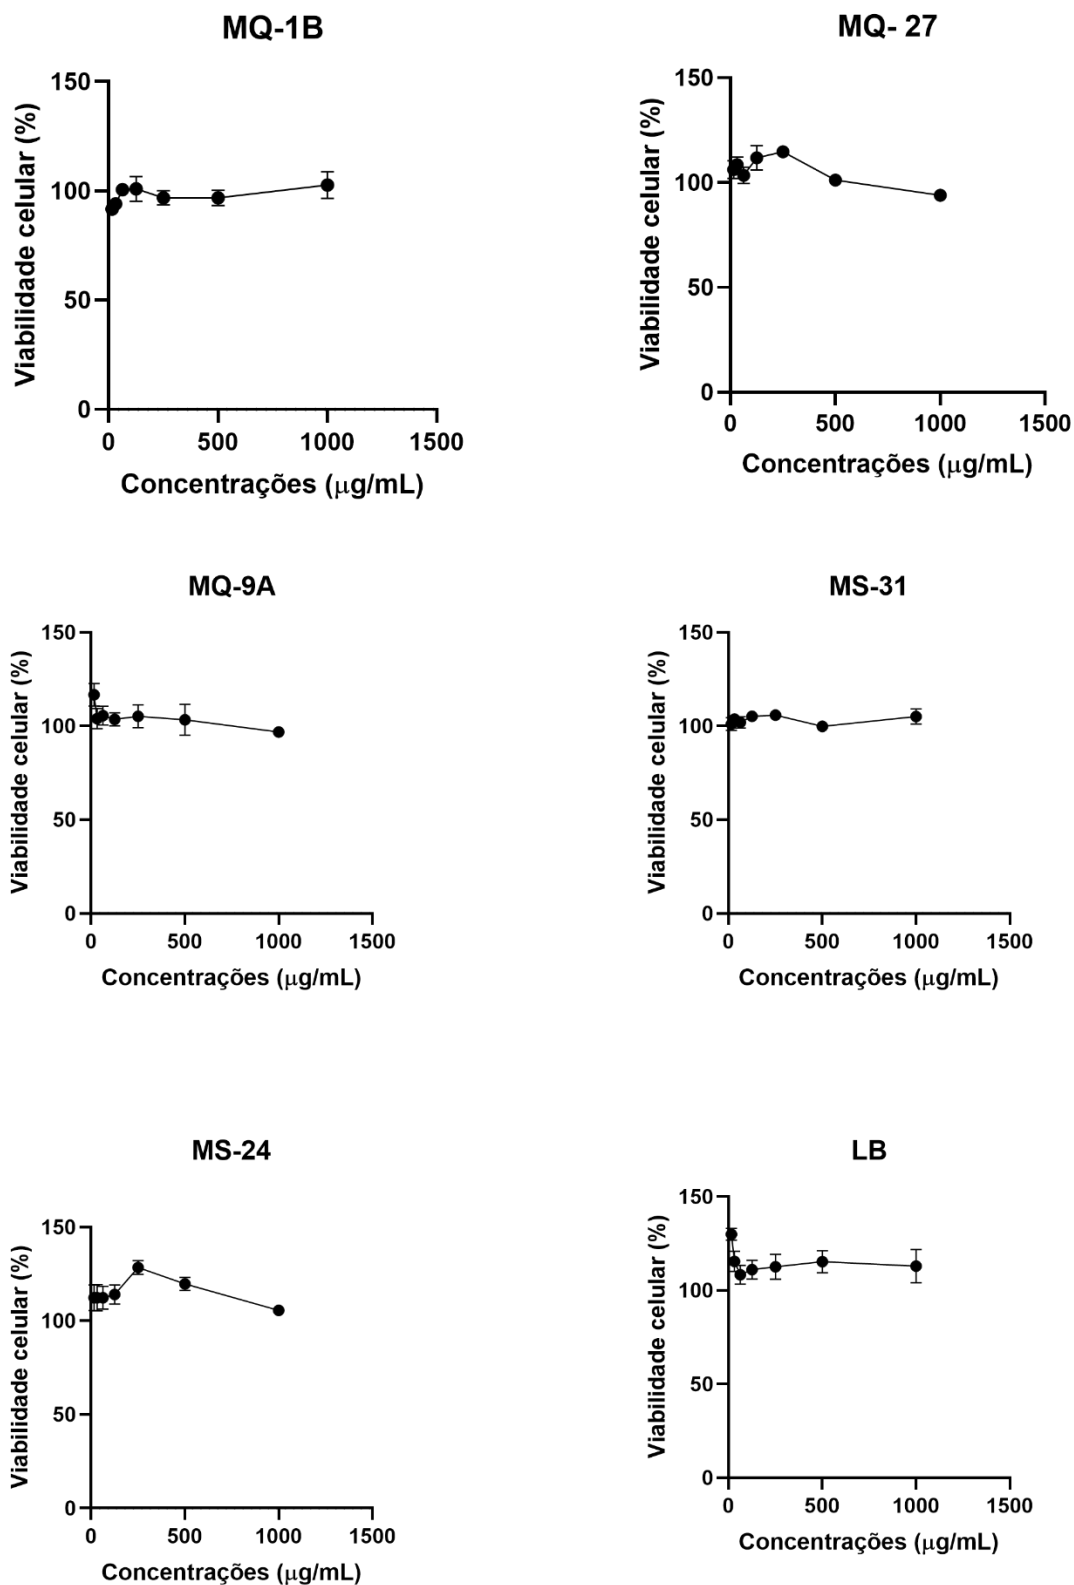 MQ-1B
150
100
50
0
0 500 1000 1500
Viabilidade celular (%)
Concentrações (μg/mL)
MQ- 27
150
100
50
0
0 500 1000 1500
Viabilidade celular (%)
Concentrações (μg/mL)
MQ-9A
150
100
50
0
0 500 1000 1500
Viabilidade celular (%)
Concentrações (μg/mL)
MS-31
150
100
50
0
0 500 1000 1500
Viabilidade celular (%)
Concentrações (μg/mL)
MS-24
150
100
50
0
0 500 1000 1500
Viabilidade celular (%)
Concentrações (μg/mL)
LB
150
100
50
0
0 500 1000 1500
Viabilidade celular (%)
Concentrações (μg/mL)